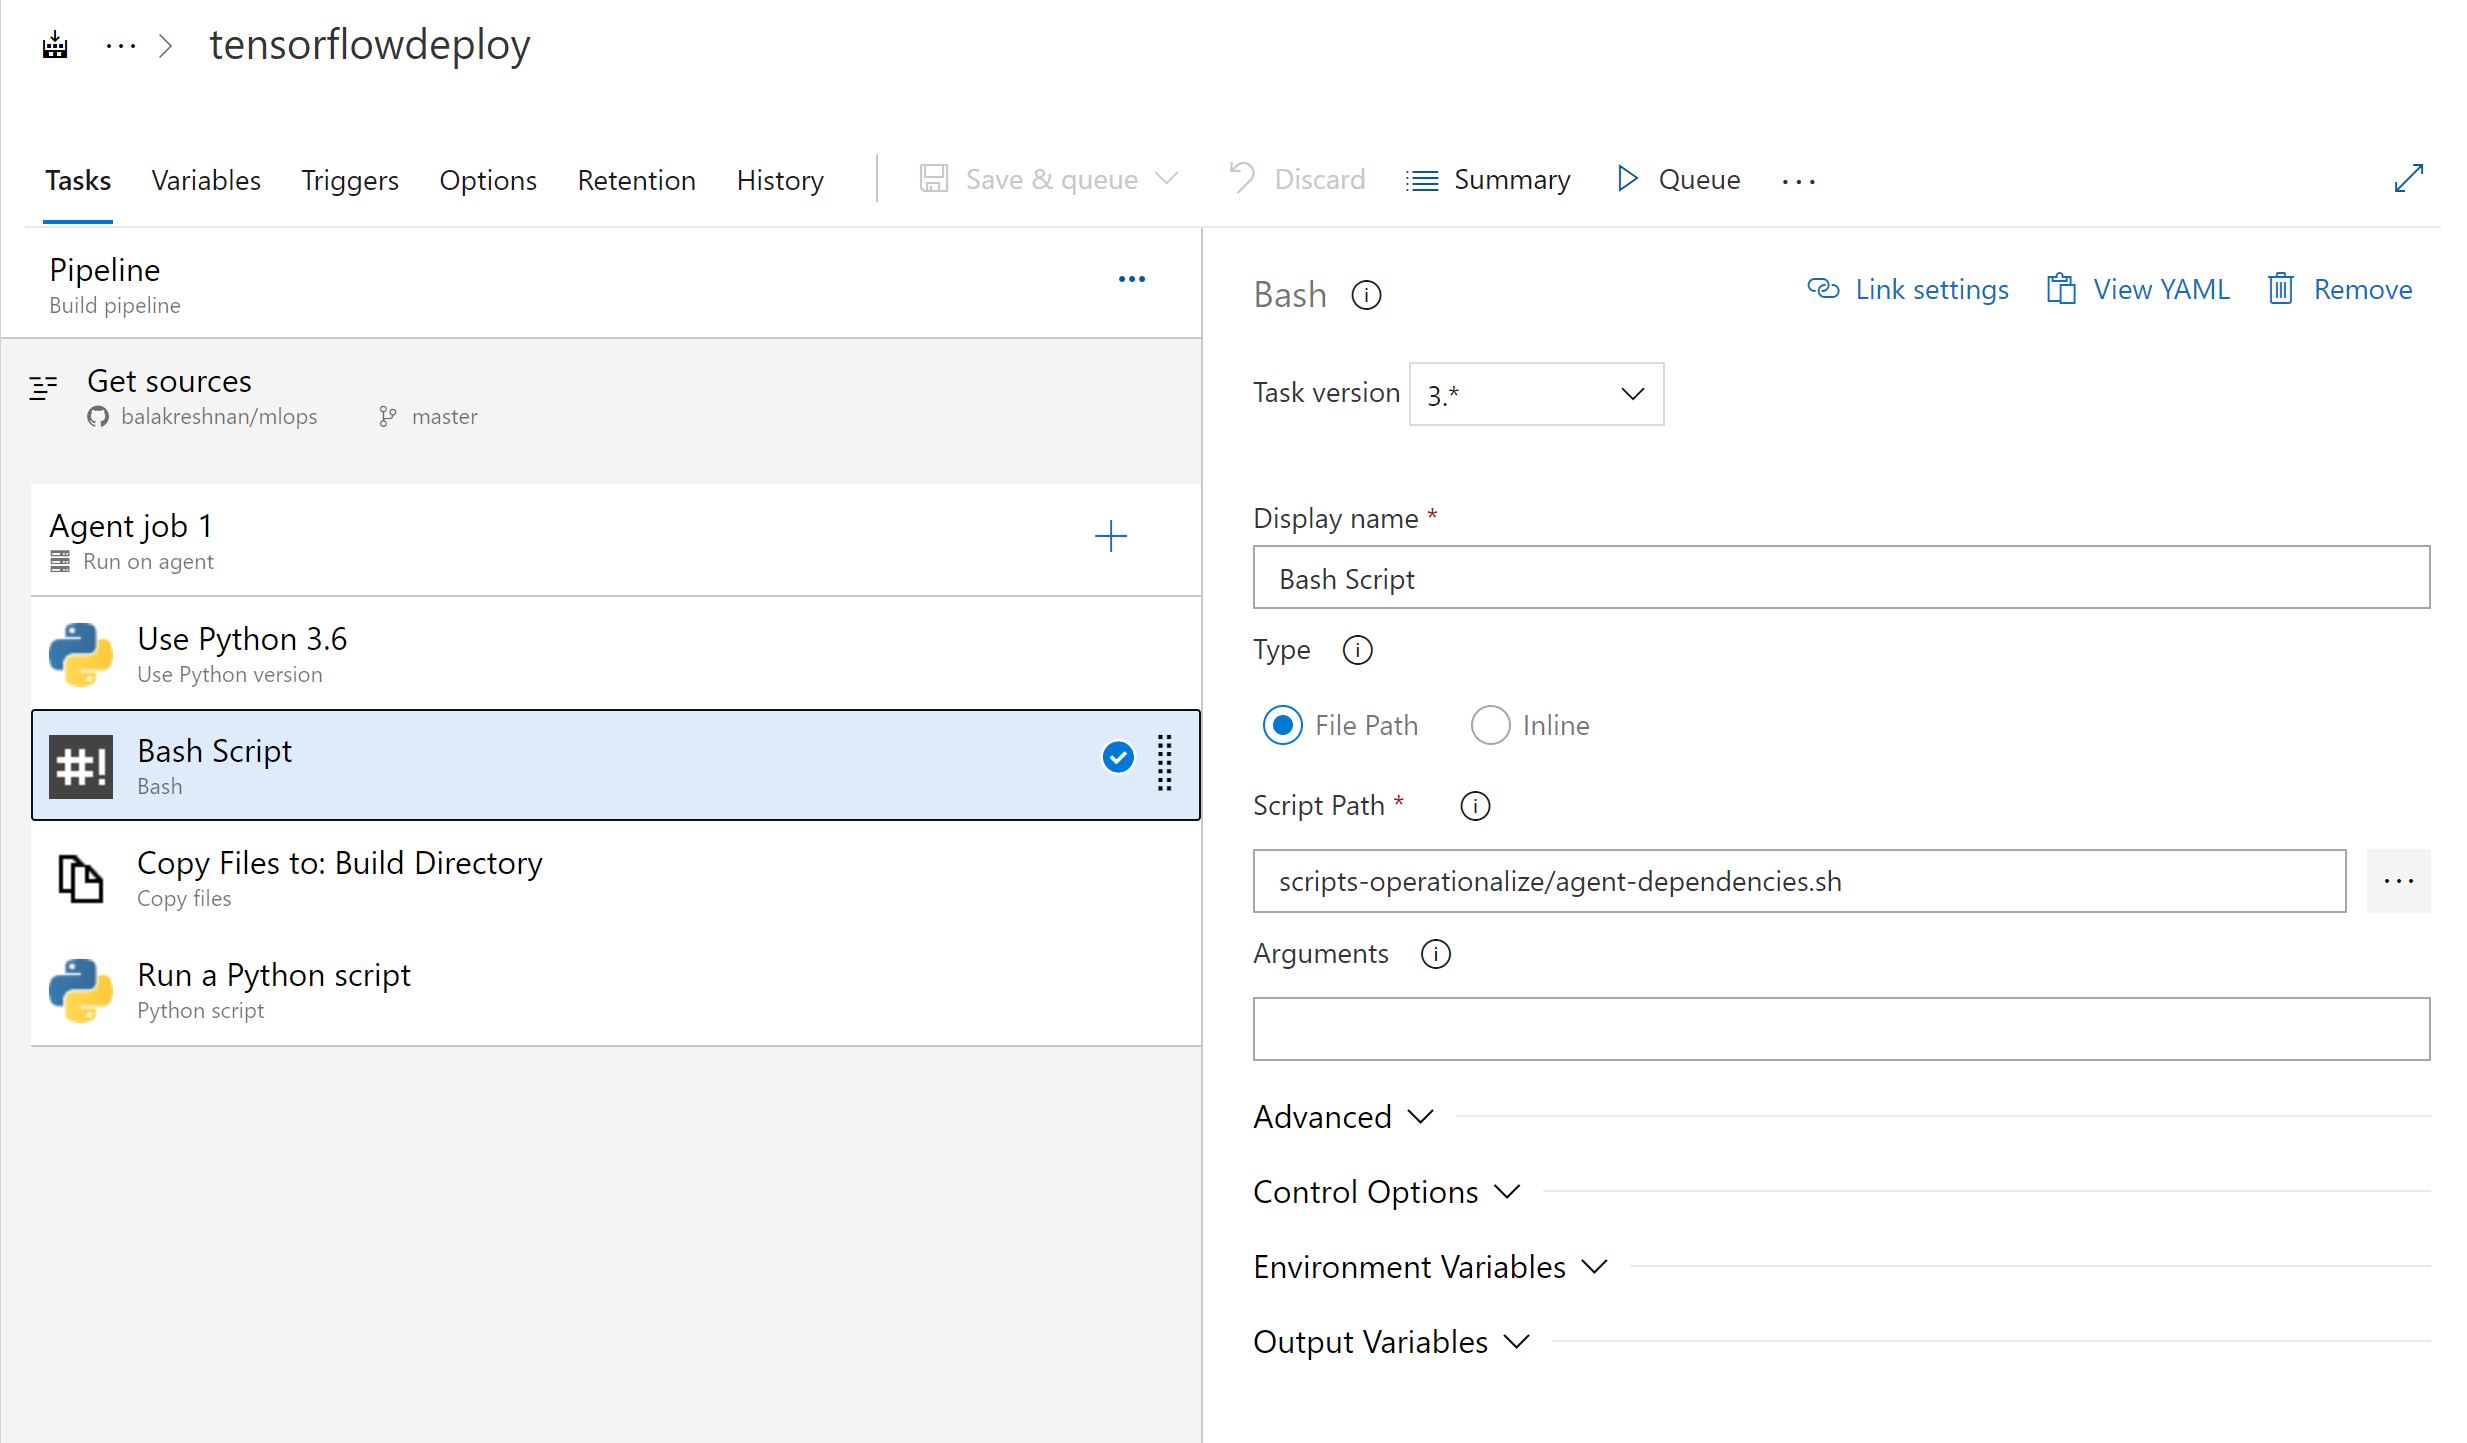 tensorflowdeploy
Tasks Variables Triggers Options Retention History Save & queue Discard Summary Queue
Pipeline
Build pipeline
Get sources
balakreshnan/mlops master
Agent job 1
Run on agent
Use Python 3.6
Use Python version
#!
Bash Script
Bash
Copy Files to: Build Directory
Copy files
Run a Python script
Python script
Bash Link settings View YAML Remove
Task version 3.*
Display name *
Bash Script
Type
File Path Inline
Script Path *
scripts-operationalize/agent-dependencies.sh
Arguments
Advanced
Control Options
Environment Variables
Output Variables